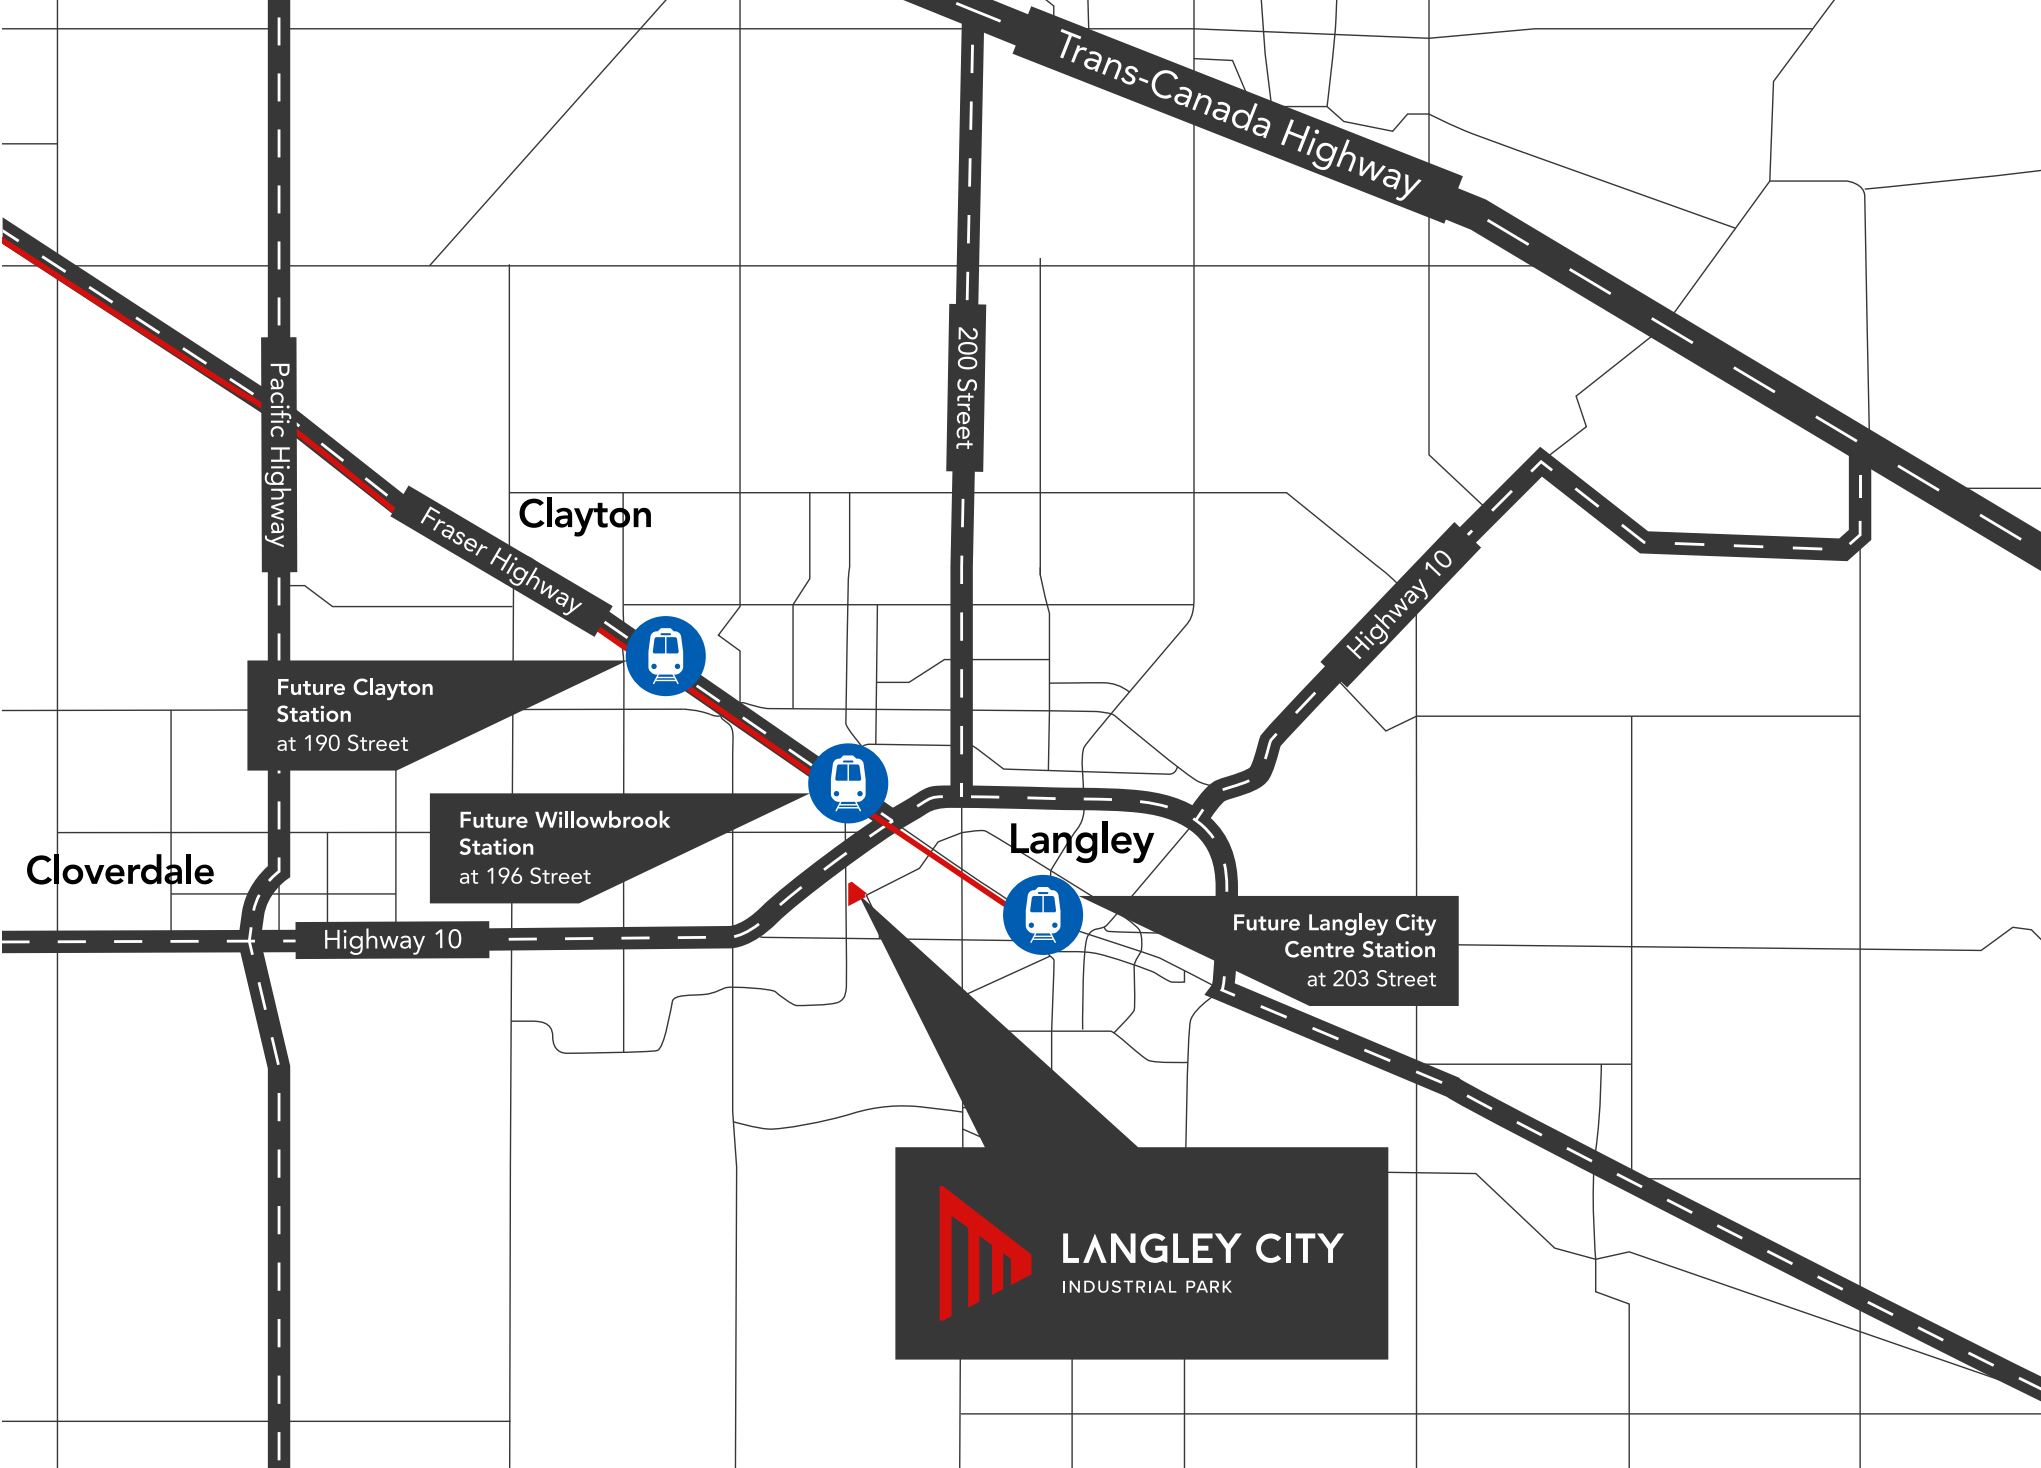 Trans-Canada Highway
200 Street
Pacific Highway
Clayton
Fraser Highway
Highway 10
Future Clayton
Station
at 190 Street
Future Willowbrook
Station
at 196 Street
Langley
Cloverdale
Highway 10
Future Langley City
Centre Station
at 203 Street
LANGLEY CITY
INDUSTRIAL PARK